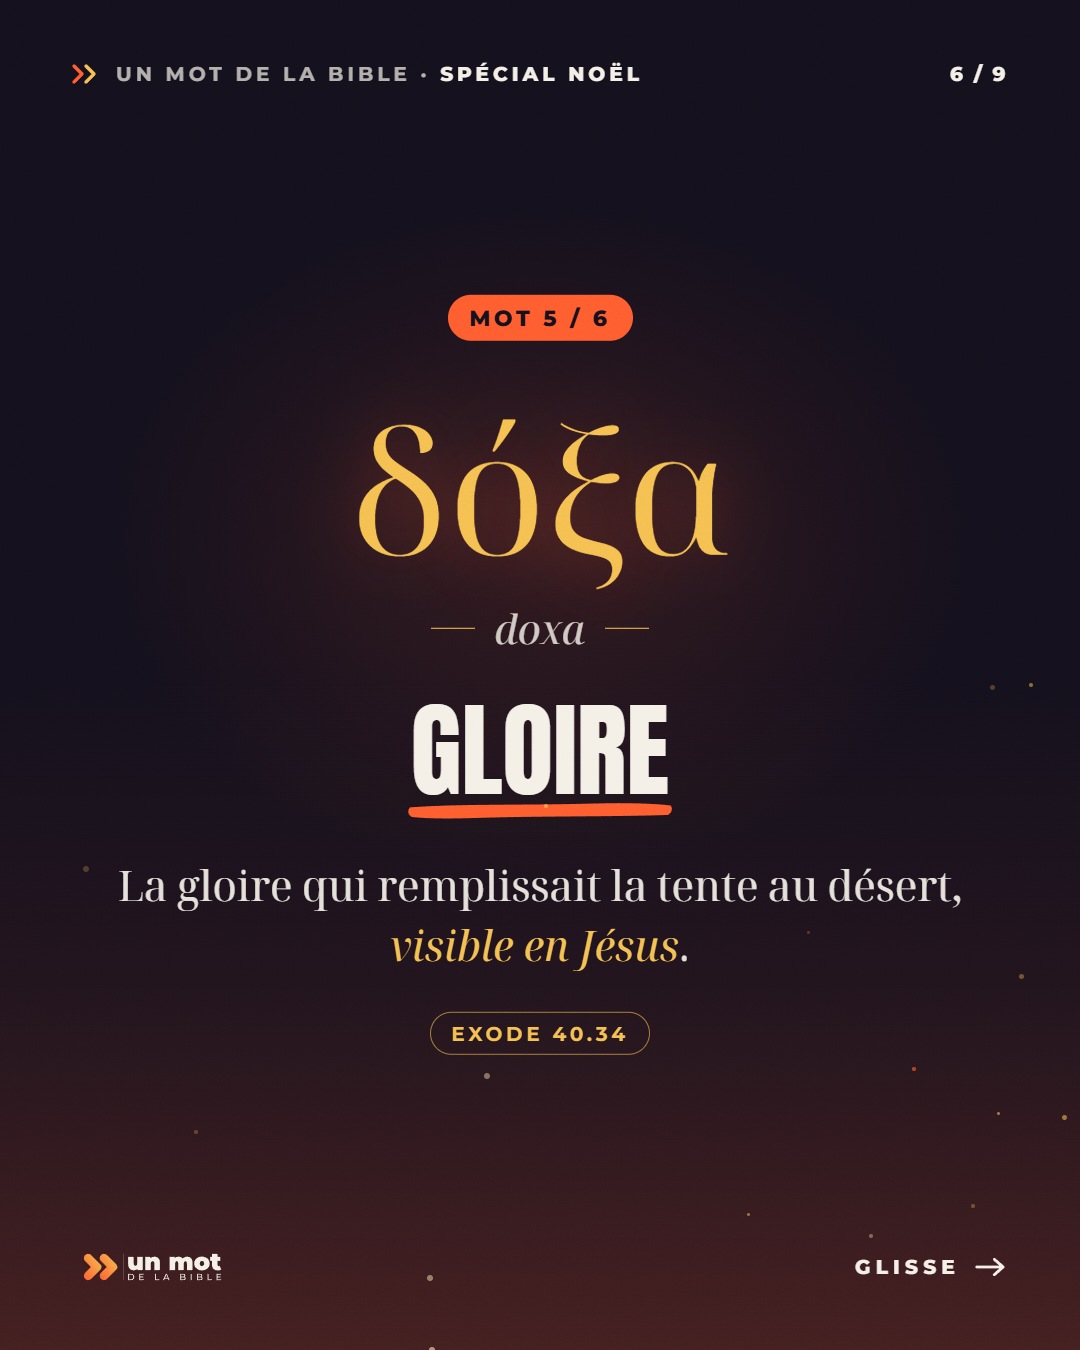 UN MOT DE LA BIBLE · SPÉCIAL NOËL
6 / 9
MOT 5 / 6
δόξα
doxa
GLOIRE
La gloire qui remplissait la tente au désert,
visible en Jésus.
EXODE 40.34
un mot
DE LA BIBLE
GLISSE →